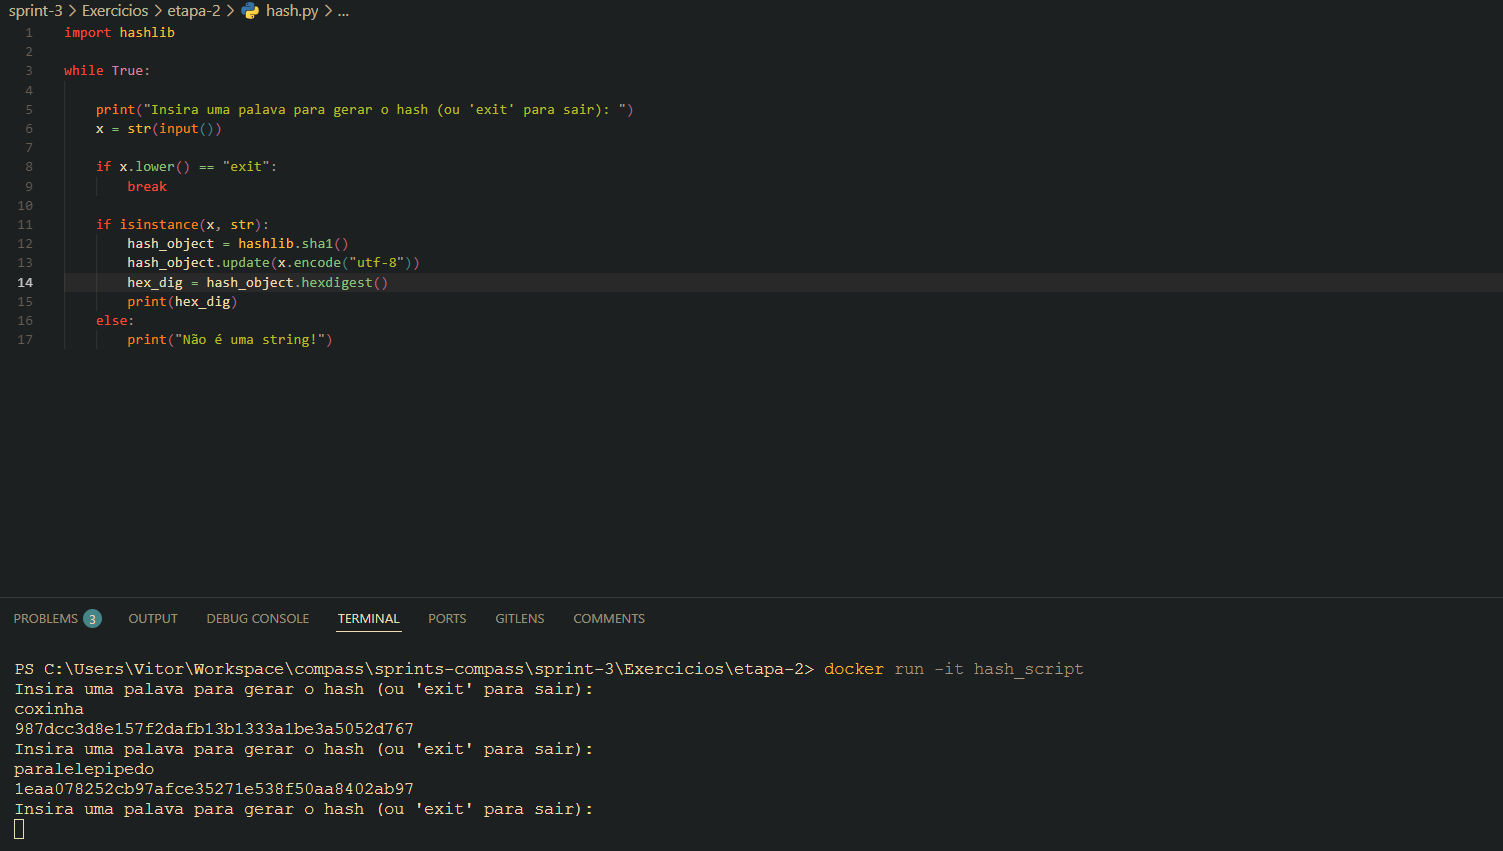 sprint-3 > Exercicios > etapa-2 > hash.py > ...
1 import hashlib
2
3 while True:
4
5 print("Insira uma palava para gerar o hash (ou 'exit' para sair): ")
6 x = str(input())
7
8 if x.lower() == "exit":
9 break
10
11 if isinstance(x, str):
12 hash_object = hashlib.sha1()
13 hash_object.update(x.encode("utf-8"))
14 hex_dig = hash_object.hexdigest()
15 print(hex_dig)
16 else:
17 print("Não é uma string!")
PROBLEMS 3 OUTPUT DEBUG CONSOLE TERMINAL PORTS GITLENS COMMENTS
PS C:\Users\Vitor\Workspace\compass\sprints-compass\sprint-3\Exercicios\etapa-2> docker run -it hash_script
Insira uma palava para gerar o hash (ou 'exit' para sair):
coxinha
987dcc3d8e157f2dafb13b1333a1be3a5052d767
Insira uma palava para gerar o hash (ou 'exit' para sair):
paralelepipedo
1eaa078252cb97afce35271e538f50aa8402ab97
Insira uma palava para gerar o hash (ou 'exit' para sair):